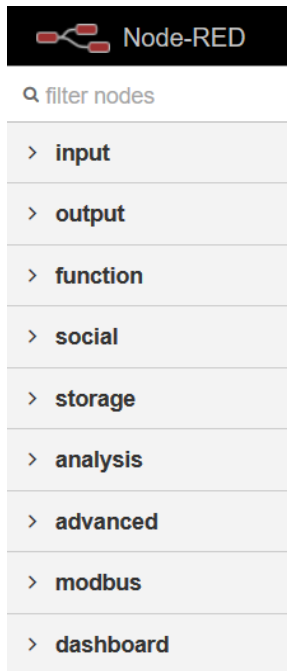 Node-RED
filter nodes
input
output
function
social
storage
analysis
advanced
modbus
dashboard